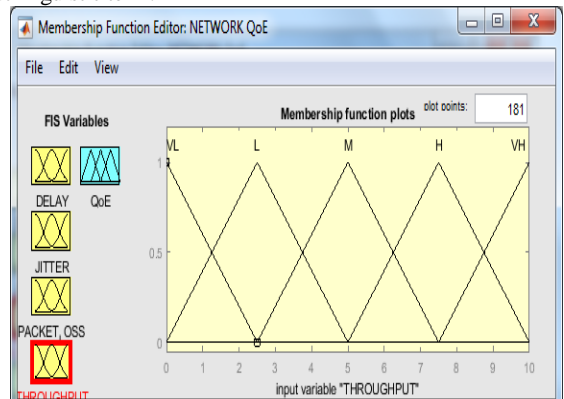 Membership Function Editor: NETWORK QoE
File Edit View
FIS Variables
Membership function plots
plot points:
181
DELAY QoE
JITTER
PACKET, OSS
THROUGHPUT
VL L M H VH
1
0.5
0
0 1 2 3 4 5 6 7 8 9 10
input variable "THROUGHPUT"